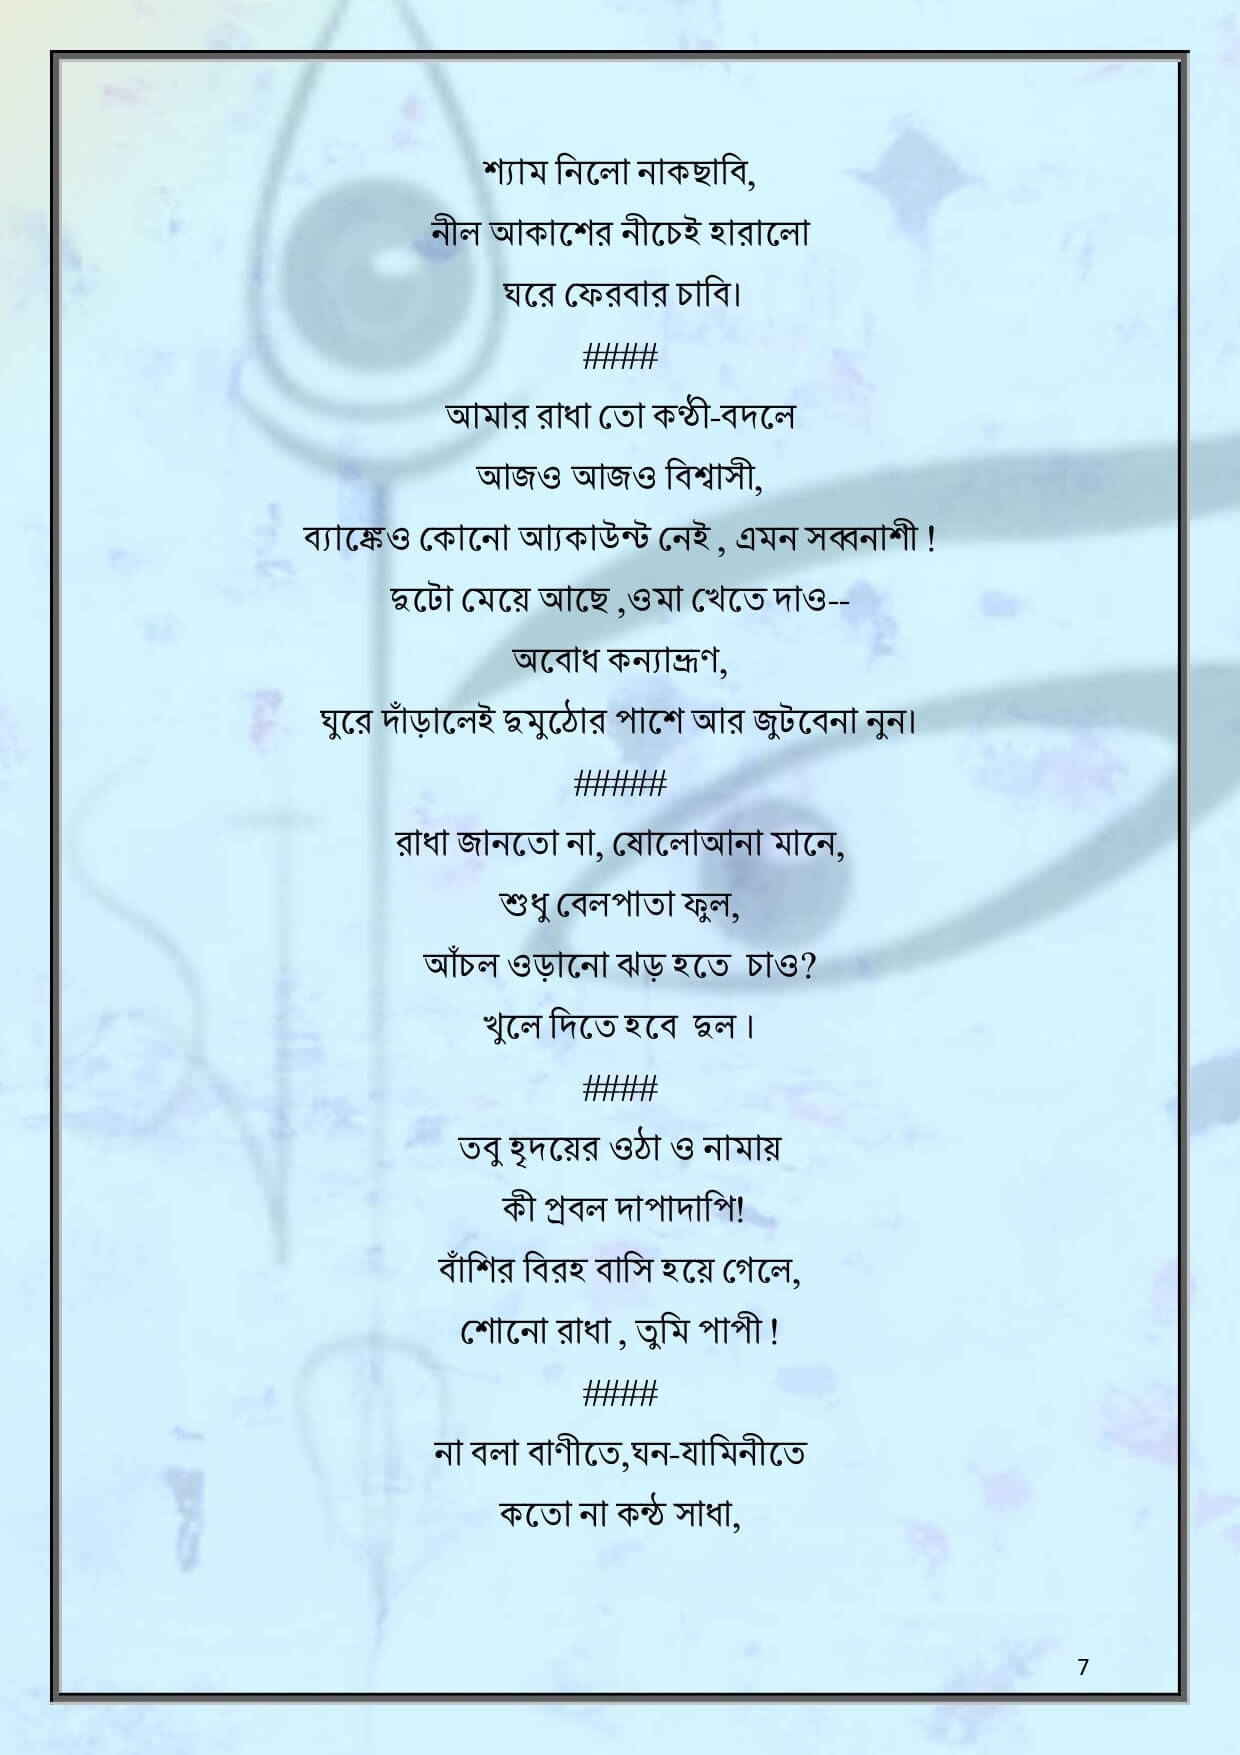 শ্যাম নিলো নাকছাবি,
নীল আকাশের নীচেই হারালো
ঘরে ফেরবার চাবি।
####
আমার রাধা তো কণ্ঠী-বদলে
আজও আজও বিশ্বাসী,
ব্যাঙ্কেও কোনো আ্যকাউন্ট নেই , এমন সব্বনাশী !
দুটো মেয়ে আছে ,ওমা খেতে দাও--
অবোধ কন্যাভ্রূণ,
ঘুরে দাঁড়ালেই দুমুঠোর পাশে আর জুটবেনা নুন।
#####
রাধা জানতো না, ষোলোআনা মানে,
শুধু বেলপাতা ফুল,
আঁচল ওড়ানো ঝড় হতে চাও?
খুলে দিতে হবে দুল ।
####
তবু হৃদয়ের ওঠা ও নামায়
কী প্রবল দাপাদাপি!
বাঁশির বিরহ বাসি হয়ে গেলে,
শোনো রাধা , তুমি পাপী !
####
না বলা বাণীতে,ঘন-যামিনীতে
কতো না কন্ঠ সাধা,
7